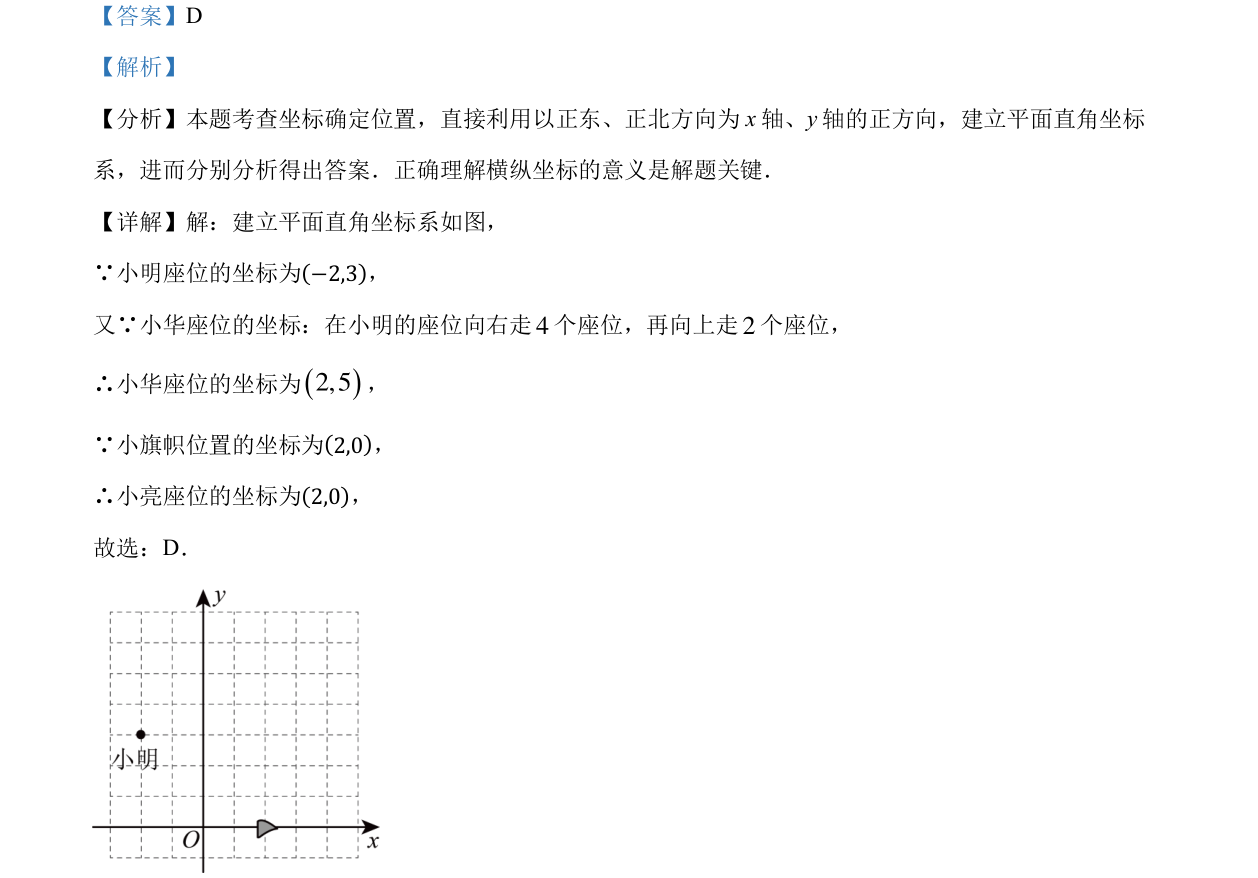 【答案】D
【解析】
【分析】本题考查坐标确定位置，直接利用以正东、正北方向为 x 轴、y 轴的正方向，建立平面直角坐标
系，进而分别分析得出答案．正确理解横纵坐标的意义是解题关键．
【详解】解：建立平面直角坐标系如图，
∵小明座位的坐标为(−2,3)，
又∵小华座位的坐标：在小明的座位向右走 4 个座位，再向上走 2 个座位，
∴小华座位的坐标为(2,5)，
∵小旗帜位置的坐标为(2,0)，
∴小亮座位的坐标为(2,0)，
故选：D．
y
小明
O
x